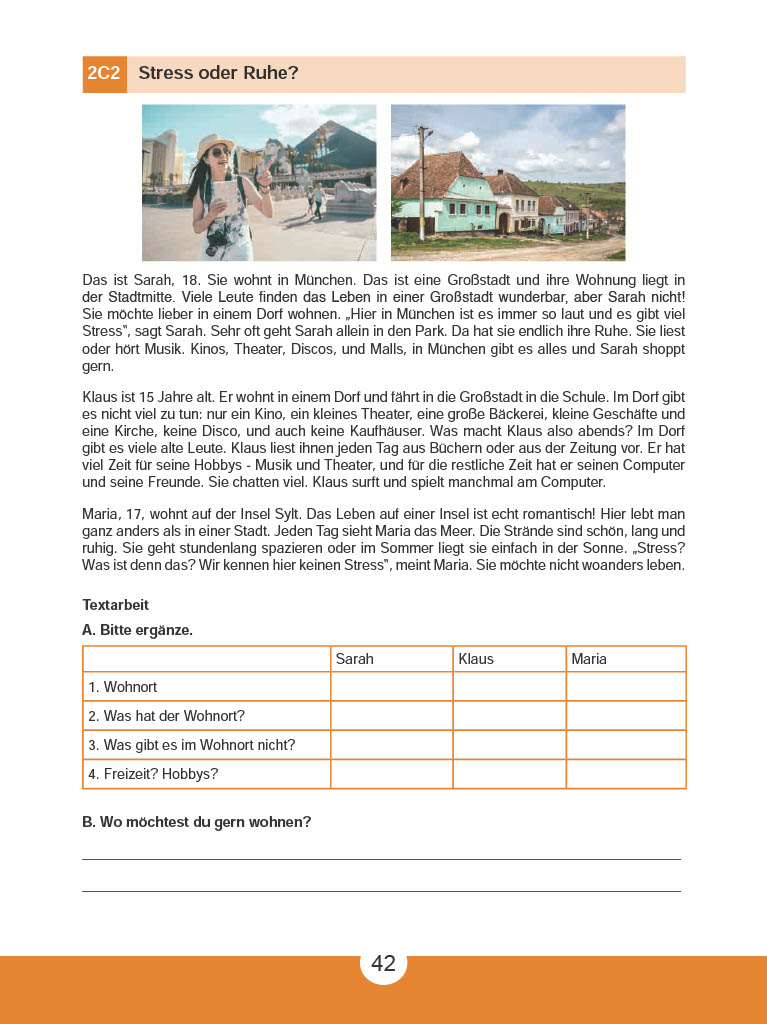 2C2 Stress oder Ruhe?
Das ist Sarah, 18. Sie wohnt in München. Das ist eine Großstadt und ihre Wohnung liegt in
der Stadtmitte. Viele Leute finden das Leben in einer Großstadt wunderbar, aber Sarah nicht!
Sie möchte lieber in einem Dorf wohnen. „Hier in München ist es immer so laut und es gibt viel
Stress“, sagt Sarah. Sehr oft geht Sarah allein in den Park. Da hat sie endlich ihre Ruhe. Sie liest
oder hört Musik. Kinos, Theater, Discos, und Malls, in München gibt es alles und Sarah shoppt
gern.
Klaus ist 15 Jahre alt. Er wohnt in einem Dorf und fährt in die Großstadt in die Schule. Im Dorf gibt
es nicht viel zu tun: nur ein Kino, ein kleines Theater, eine große Bäckerei, kleine Geschäfte und
eine Kirche, keine Disco, und auch keine Kaufhäuser. Was macht Klaus also abends? Im Dorf
gibt es viele alte Leute. Klaus liest ihnen jeden Tag aus Büchern oder aus der Zeitung vor. Er hat
viel Zeit für seine Hobbys - Musik und Theater, und für die restliche Zeit hat er seinen Computer
und seine Freunde. Sie chatten viel. Klaus surft und spielt manchmal am Computer.
Maria, 17, wohnt auf der Insel Sylt. Das Leben auf einer Insel ist echt romantisch! Hier lebt man
ganz anders als in einer Stadt. Jeden Tag sieht Maria das Meer. Die Strände sind schön, lang und
ruhig. Sie geht stundenlang spazieren oder im Sommer liegt sie einfach in der Sonne. „Stress?
Was ist denn das? Wir kennen hier keinen Stress“, meint Maria. Sie möchte nicht woanders leben.
Textarbeit
A. Bitte ergänze.
Sarah Klaus Maria
1. Wohnort
2. Was hat der Wohnort?
3. Was gibt es im Wohnort nicht?
4. Freizeit? Hobbys?
B. Wo möchtest du gern wohnen?
42